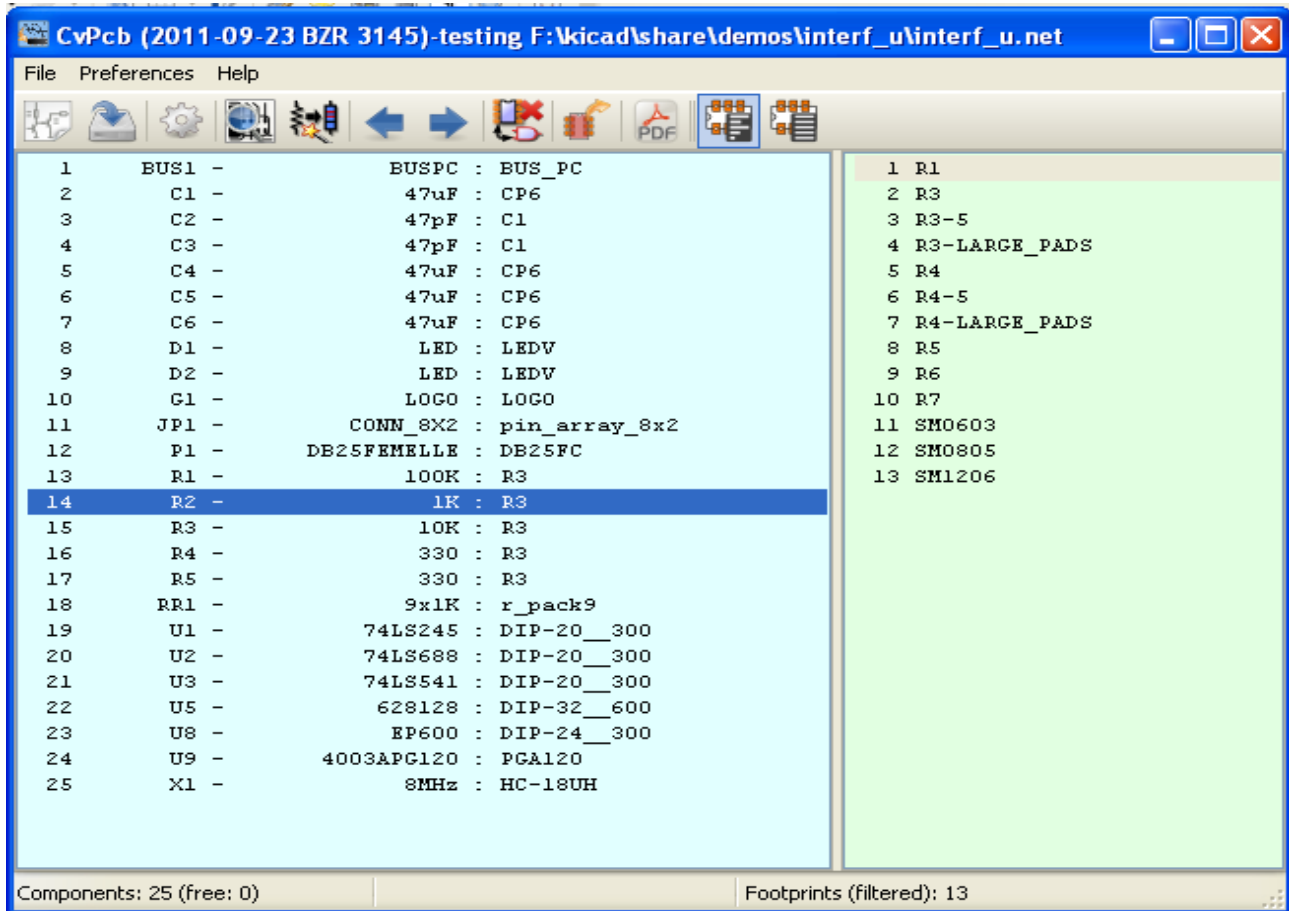 CvPcb (2011-09-23 BZR 3145)-testing F:\kicad\share\demos\interf_u\interf_u.net
File Preferences Help
PDF
1 BUS1 - BUSPC : BUS_PC
2 C1 - 47uF : CP6
3 C2 - 47pF : C1
4 C3 - 47pF : C1
5 C4 - 47uF : CP6
6 C5 - 47uF : CP6
7 C6 - 47uF : CP6
8 D1 - LED : LEDV
9 D2 - LED : LEDV
10 G1 - LOGO : LOGO
11 JP1 - CONN_8X2 : pin_array_8x2
12 P1 - DB25FEMELLE : DB25FC
13 R1 - 100K : R3
14 R2 - 1K : R3
15 R3 - 10K : R3
16 R4 - 330 : R3
17 R5 - 330 : R3
18 RR1 - 9x1K : r_pack9
19 U1 - 74LS245 : DIP-20__300
20 U2 - 74LS688 : DIP-20__300
21 U3 - 74LS541 : DIP-20__300
22 U5 - 628128 : DIP-32__600
23 U8 - EP600 : DIP-24__300
24 U9 - 4003APG120 : PGA120
25 X1 - 8MHz : HC-18UH
1 R1
2 R3
3 R3-5
4 R3-LARGE_PADS
5 R4
6 R4-5
7 R4-LARGE_PADS
8 R5
9 R6
10 R7
11 SM0603
12 SM0805
13 SM1206
Components: 25 (free: 0)
Footprints (filtered): 13